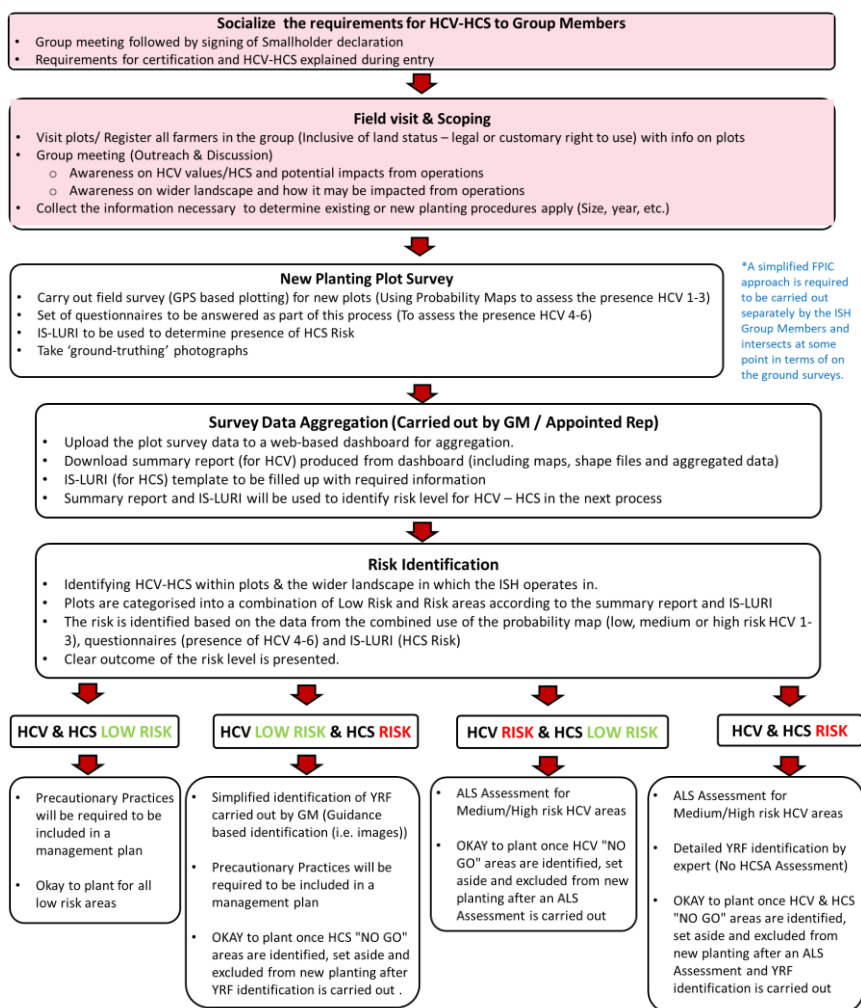 Socialize the requirements for HCV-HCS to Group Members
• Group meeting followed by signing of Smallholder declaration
• Requirements for certification and HCV-HCS explained during entry
Field visit & Scoping
• Visit plots/ Register all farmers in the group (Inclusive of land status – legal or customary right to use) with info on plots
• Group meeting (Outreach & Discussion)
o Awareness on HCV values/HCS and potential impacts from operations
o Awareness on wider landscape and how it may be impacted from operations
• Collect the information necessary to determine existing or new planting procedures apply (Size, year, etc.)
New Planting Plot Survey
• Carry out field survey (GPS based plotting) for new plots (Using Probability Maps to assess the presence HCV 1-3)
• Set of questionnaires to be answered as part of this process (To assess the presence HCV 4-6)
• IS-LURI to be used to determine presence of HCS Risk
• Take ‘ground-truthing’ photographs
*A simplified FPIC
approach is required
to be carried out
separately by the ISH
Group Members and
intersects at some
point in terms of on
the ground surveys.
Survey Data Aggregation (Carried out by GM / Appointed Rep)
• Upload the plot survey data to a web-based dashboard for aggregation.
• Download summary report (for HCV) produced from dashboard (including maps, shape files and aggregated data)
• IS-LURI (for HCS) template to be filled up with required information
• Summary report and IS-LURI will be used to identify risk level for HCV – HCS in the next process
Risk Identification
• Identifying HCV-HCS within plots & the wider landscape in which the ISH operates in.
• Plots are categorised into a combination of Low Risk and Risk areas according to the summary report and IS-LURI
• The risk is identified based on the data from the combined use of the probability map (low, medium or high risk HCV 1-
3), questionnaires (presence of HCV 4-6) and IS-LURI (HCS Risk)
• Clear outcome of the risk level is presented.
HCV & HCS LOW RISK
• Precautionary Practices
will be required to be
included in a
management plan
• Okay to plant for all
low risk areas
HCV LOW RISK & HCS RISK
• Simplified identification of YRF
carried out by GM (Guidance
based identification (i.e. images))
• Precautionary Practices will be
required to be included in a
management plan
• OKAY to plant once HCS "NO GO"
areas are identified, set aside and
excluded from new planting after
YRF identification is carried out .
HCV RISK & HCS LOW RISK
• ALS Assessment for
Medium/High risk HCV areas
• OKAY to plant once HCV "NO
GO" areas are identified, set
aside and excluded from new
planting after an ALS
Assessment is carried out
HCV & HCS RISK
• ALS Assessment for
Medium/High risk HCV areas
• Detailed YRF identification by
expert (No HCSA Assessment)
• OKAY to plant once HCV & HCS
"NO GO" areas are identified,
set aside and excluded from
new planting after an ALS
Assessment and YRF
identification is carried out